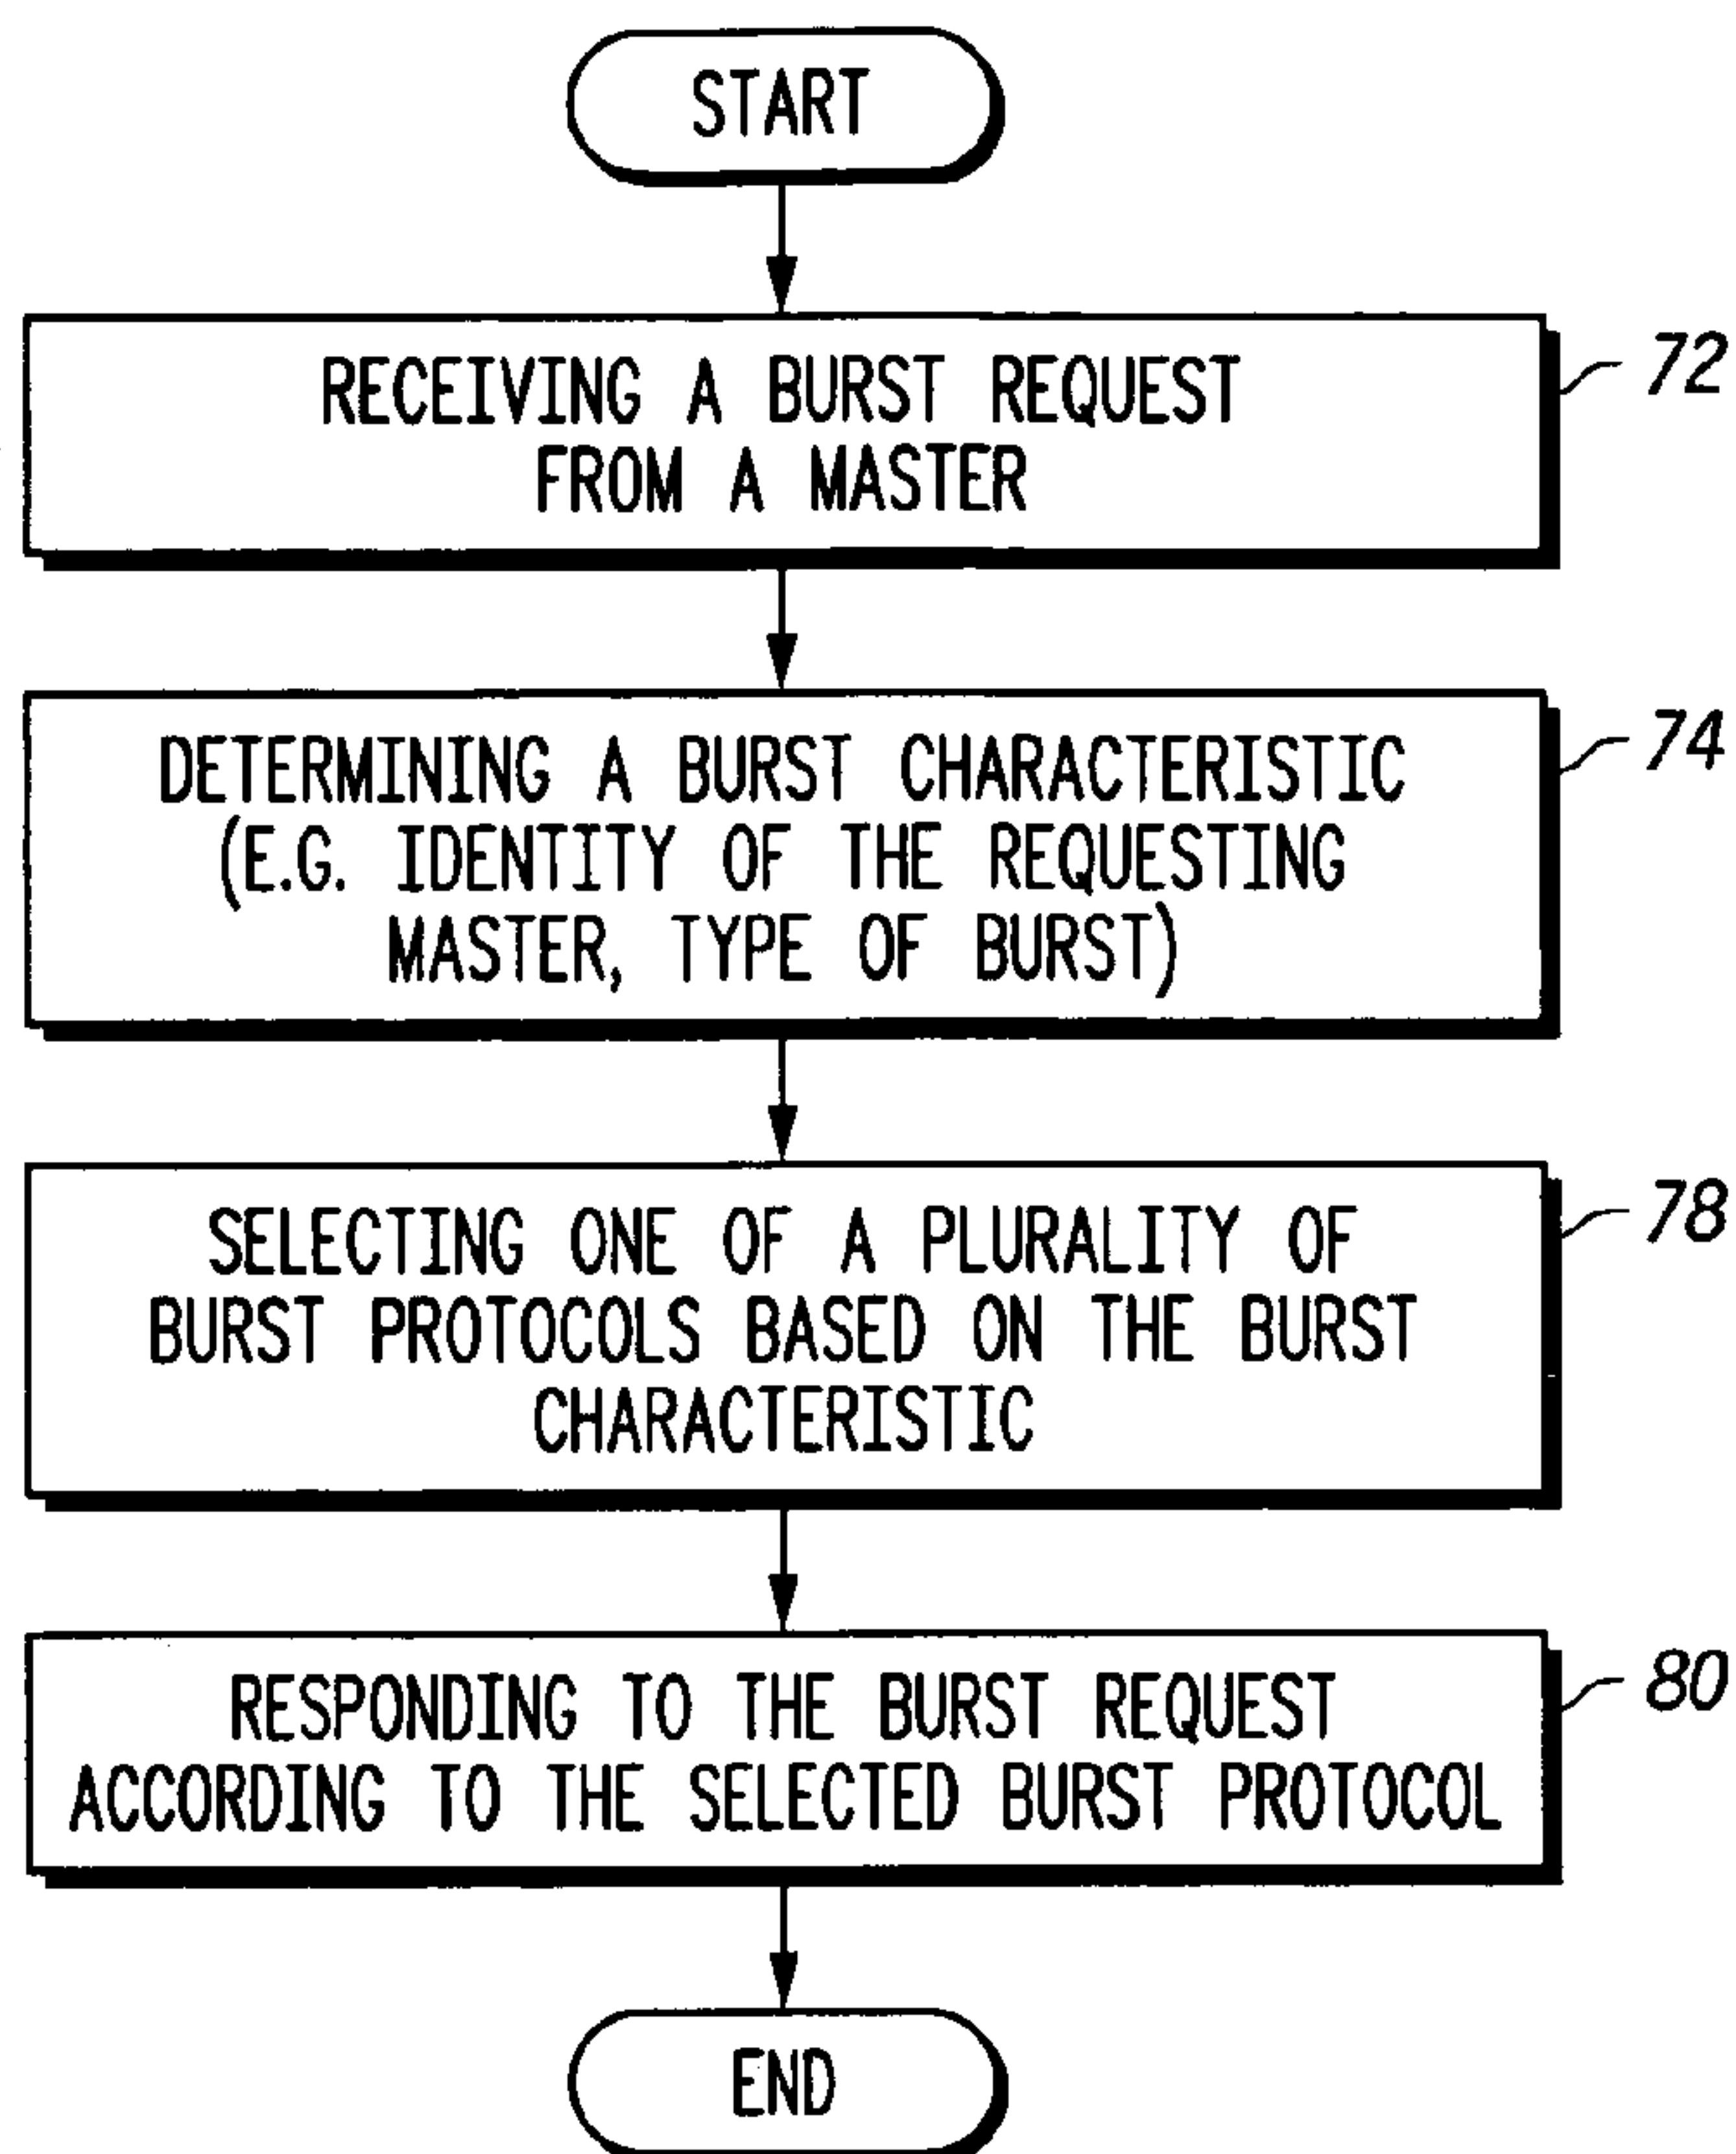 START
RECEIVING A BURST REQUEST
FROM A MASTER
72
DETERMINING A BURST CHARACTERISTIC
(E.G. IDENTITY OF THE REQUESTING
MASTER, TYPE OF BURST)
74
SELECTING ONE OF A PLURALITY OF
BURST PROTOCOLS BASED ON THE BURST
CHARACTERISTIC
78
RESPONDING TO THE BURST REQUEST
ACCORDING TO THE SELECTED BURST PROTOCOL
80
END